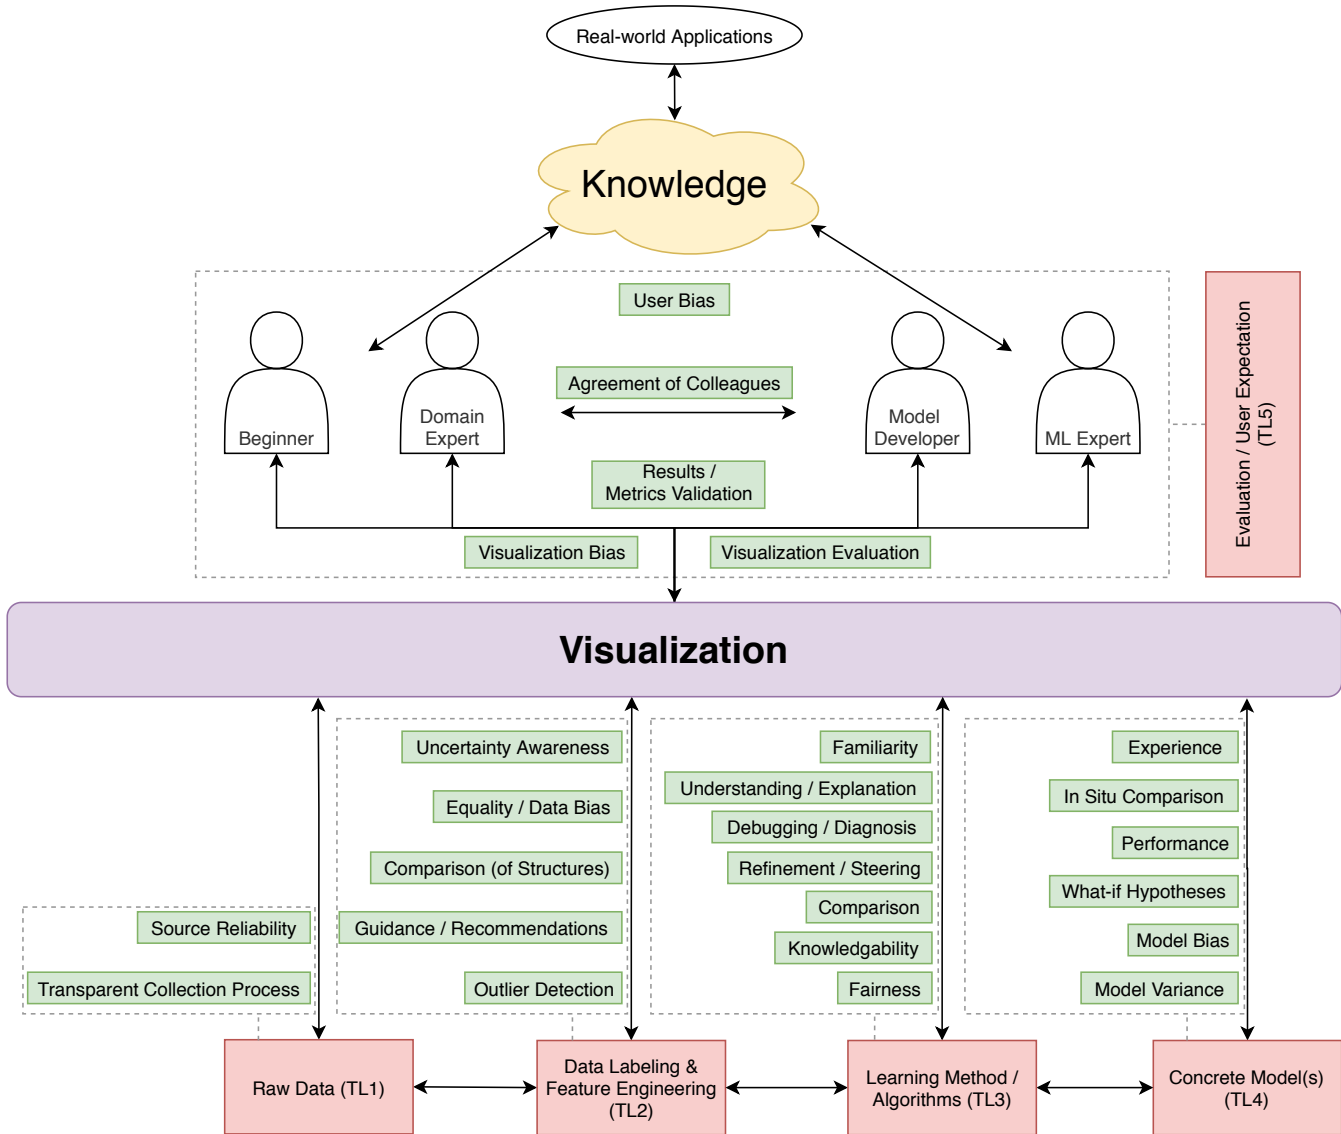 Real-world Applications
Knowledge
User Bias
Agreement of Colleagues
Beginner
Domain
Expert
Model
Developer
ML Expert
Results /
Metrics Validation
Visualization Bias
Visualization Evaluation
Evaluation / User Expectation
(TL5)
Visualization
Source Reliability
Transparent Collection Process
Uncertainty Awareness
Equality / Data Bias
Comparison (of Structures)
Guidance / Recommendations
Outlier Detection
Familiarity
Understanding / Explanation
Debugging / Diagnosis
Refinement / Steering
Comparison
Knowledgability
Fairness
Experience
In Situ Comparison
Performance
What-if Hypotheses
Model Bias
Model Variance
Raw Data (TL1)
Data Labeling &
Feature Engineering
(TL2)
Learning Method /
Algorithms (TL3)
Concrete Model(s)
(TL4)